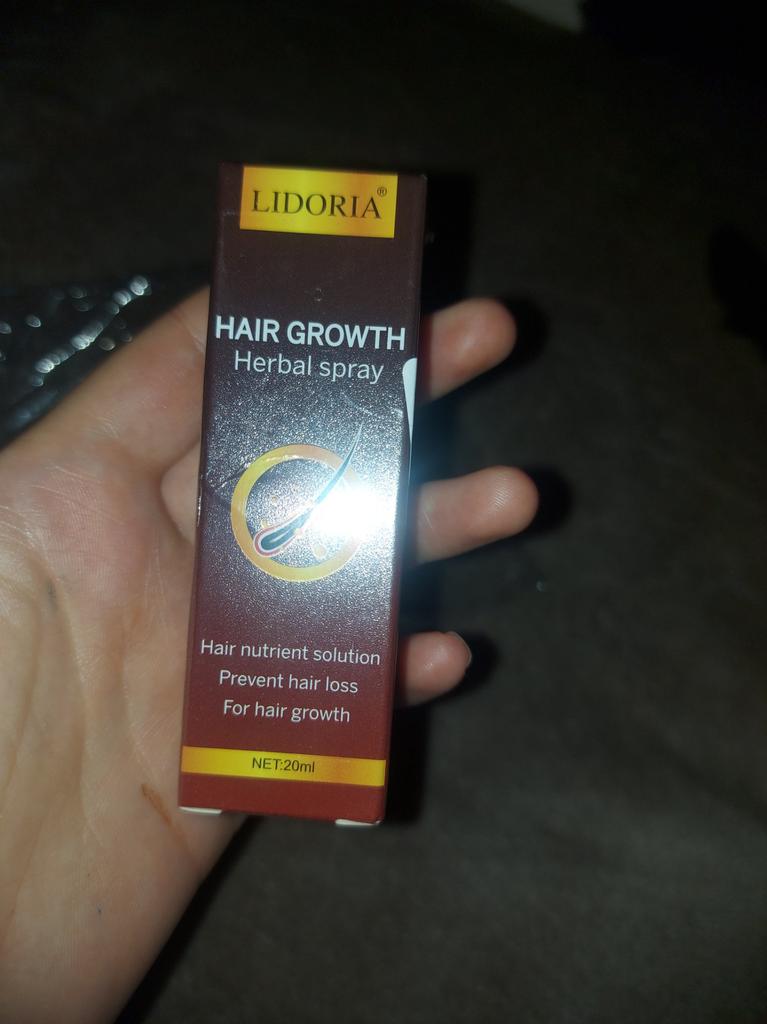 LIDORIA®
HAIR GROWTH
Herbal spray
Hair nutrient solution
Prevent hair loss
For hair growth
NET:20ml